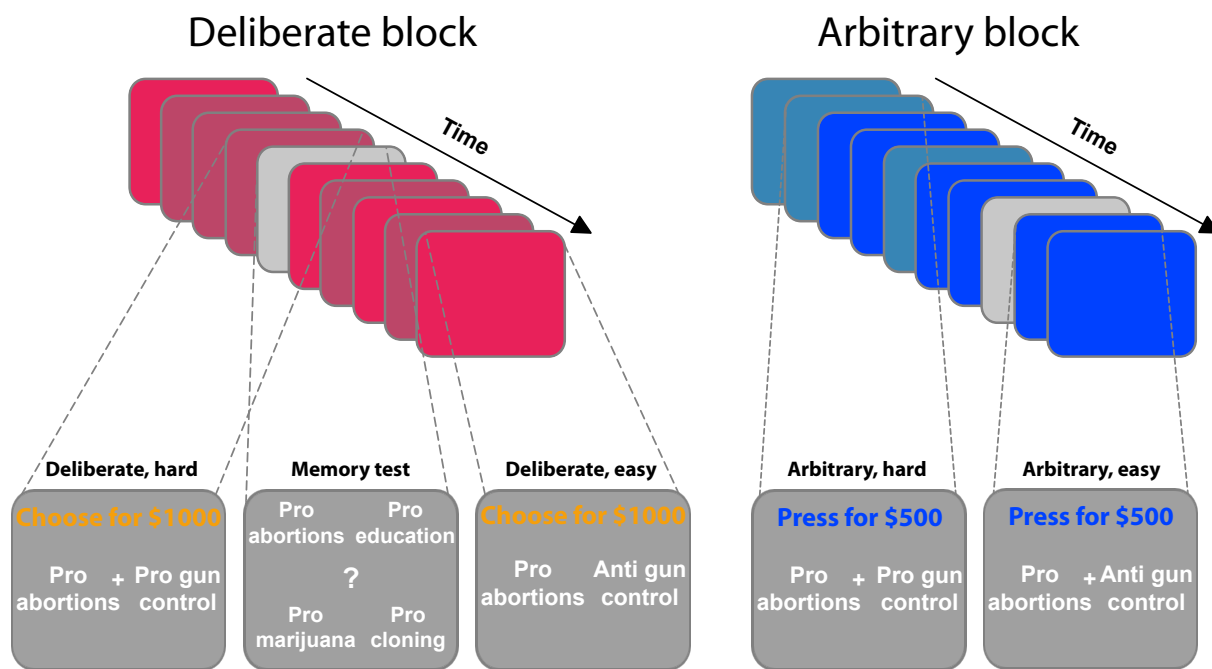 Deliberate block
Arbitrary block
Time
Time
Deliberate, hard
Memory test
Deliberate, easy
Arbitrary, hard
Arbitrary, easy
Choose for $1000
Pro
abortions
+
Pro gun
control
Pro
abortions
Pro
education
?
Pro
marijuana
Pro
cloning
Choose for $1000
Pro
abortions
Anti gun
control
Press for $500
Pro
abortions
+
Pro gun
control
Press for $500
Pro
abortions
+
Anti gun
control